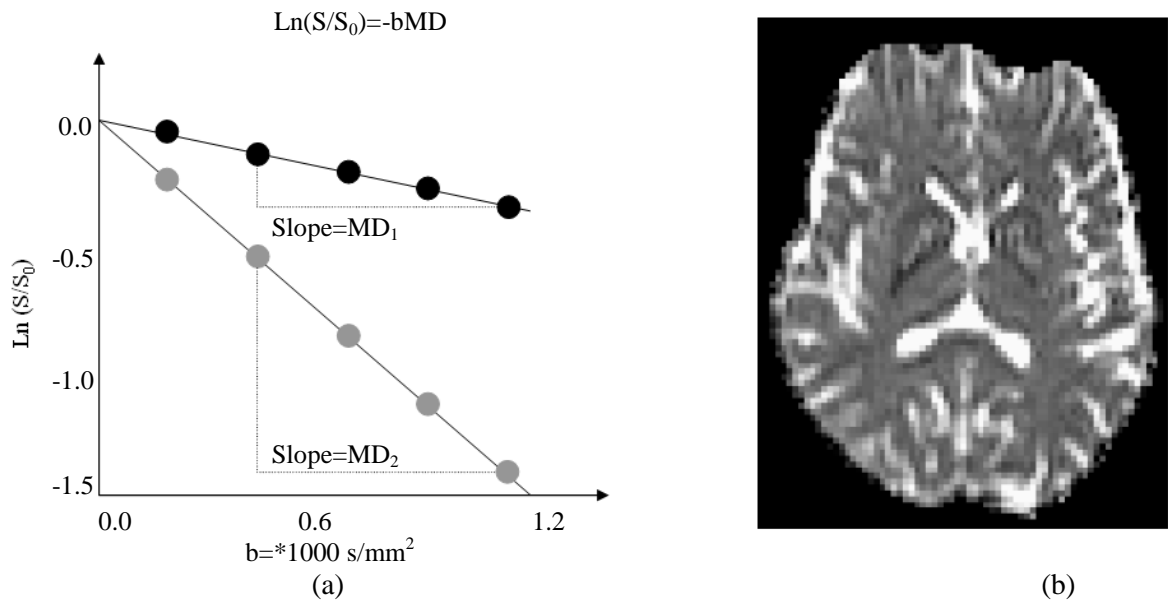 Ln(S/S₀)=-bMD
0.0
Slope=MD₁
-0.5
Ln (S/S₀)
-1.0
Slope=MD₂
-1.5
0.0 0.6 1.2
b=*1000 s/mm²
(a) (b)